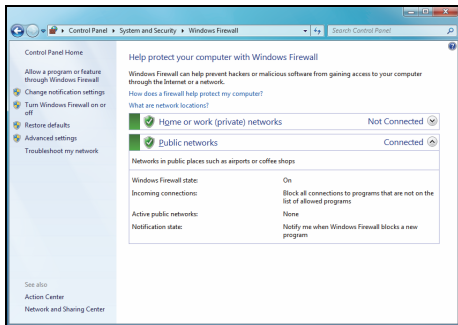 Control Panel ▸ System and Security ▸ Windows Firewall
Search Control Panel
Control Panel Home
Allow a program or feature
through Windows Firewall
Change notification settings
Turn Windows Firewall on or
off
Restore defaults
Advanced settings
Troubleshoot my network
See also
Action Center
Network and Sharing Center
Help protect your computer with Windows Firewall
Windows Firewall can help prevent hackers or malicious software from gaining access to your computer
through the Internet or a network.
How does a firewall help protect my computer?
What are network locations?
Home or work (private) networks Not Connected
Public networks Connected
Networks in public places such as airports or coffee shops
Windows Firewall state: On
Incoming connections: Block all connections to programs that are not on the
list of allowed programs
Active public networks: None
Notification state: Notify me when Windows Firewall blocks a new
program